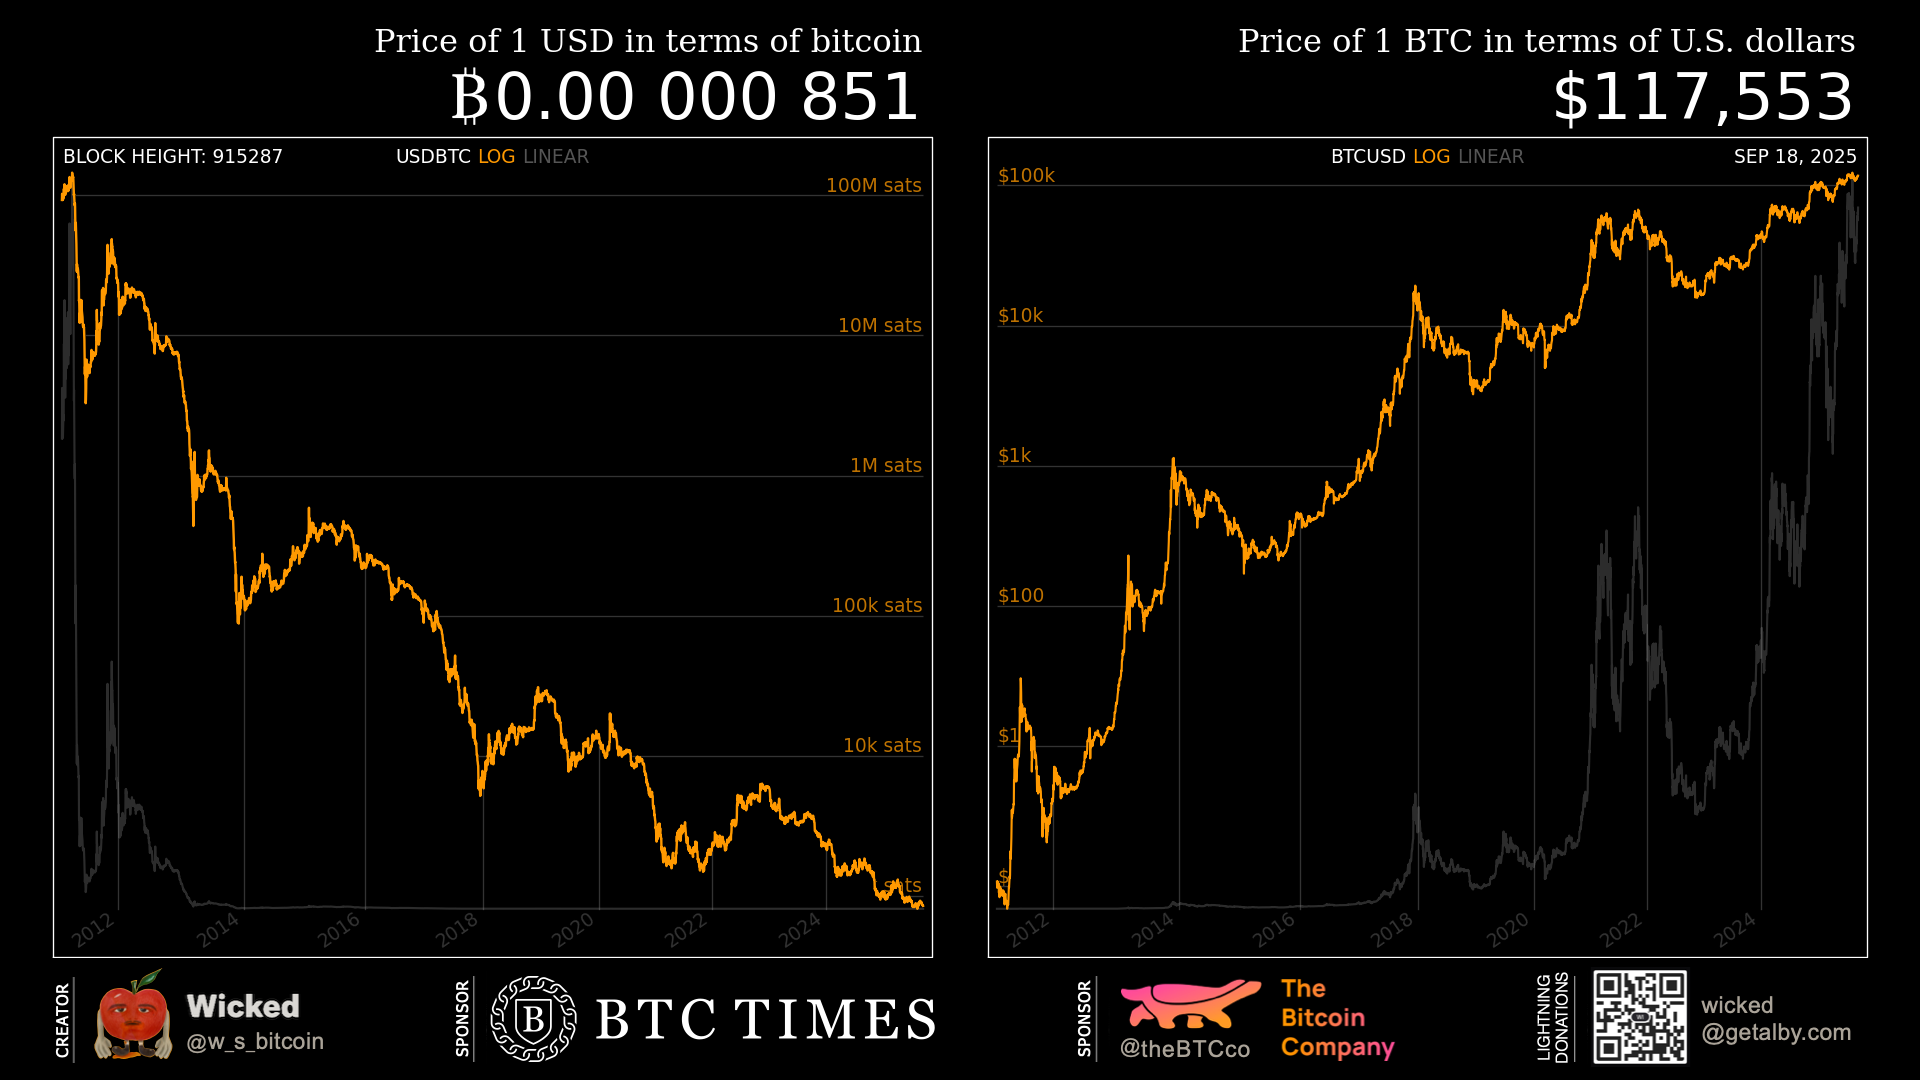 Price of 1 USD in terms of bitcoin
₿0.00 000 851
BLOCK HEIGHT: 915287
USDBTC LOG LINEAR
100M sats
10M sats
1M sats
100k sats
10k sats
sats
2012
2014
2016
2018
2020
2022
2024
Price of 1 BTC in terms of U.S. dollars
$117,553
BTCUSD LOG LINEAR
SEP 18, 2025
$100k
$10k
$1k
$100
$1
$
2012
2014
2016
2018
2020
2022
2024
CREATOR
Wicked
@w_s_bitcoin
SPONSOR
B
BTC TIMES
SPONSOR
@theBTCco
The
Bitcoin
Company
LIGHTNING
DONATIONS
wicked
@getalby.com